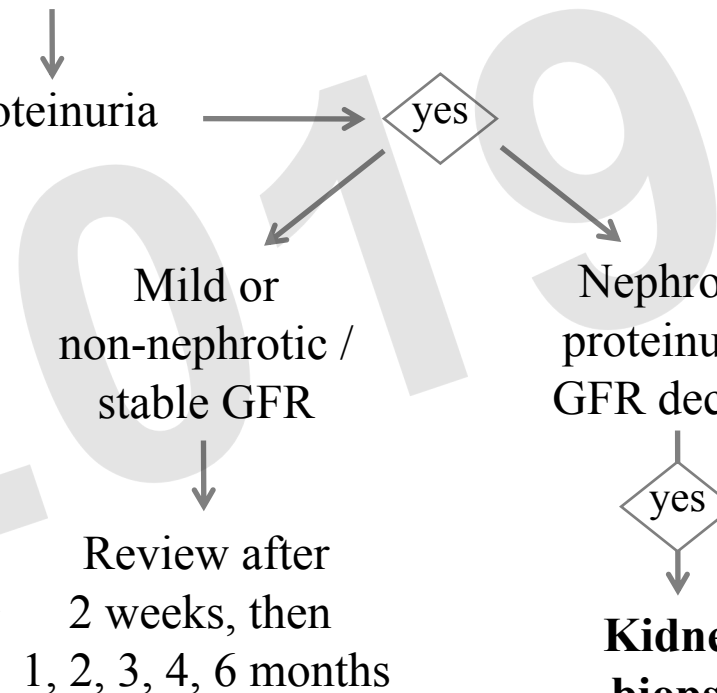 oteinuria
yes
Mild or
non-nephrotic /
stable GFR
Nephro
proteinu
GFR dec
yes
Review after
2 weeks, then
1, 2, 3, 4, 6 months
Kidne
biops
2019